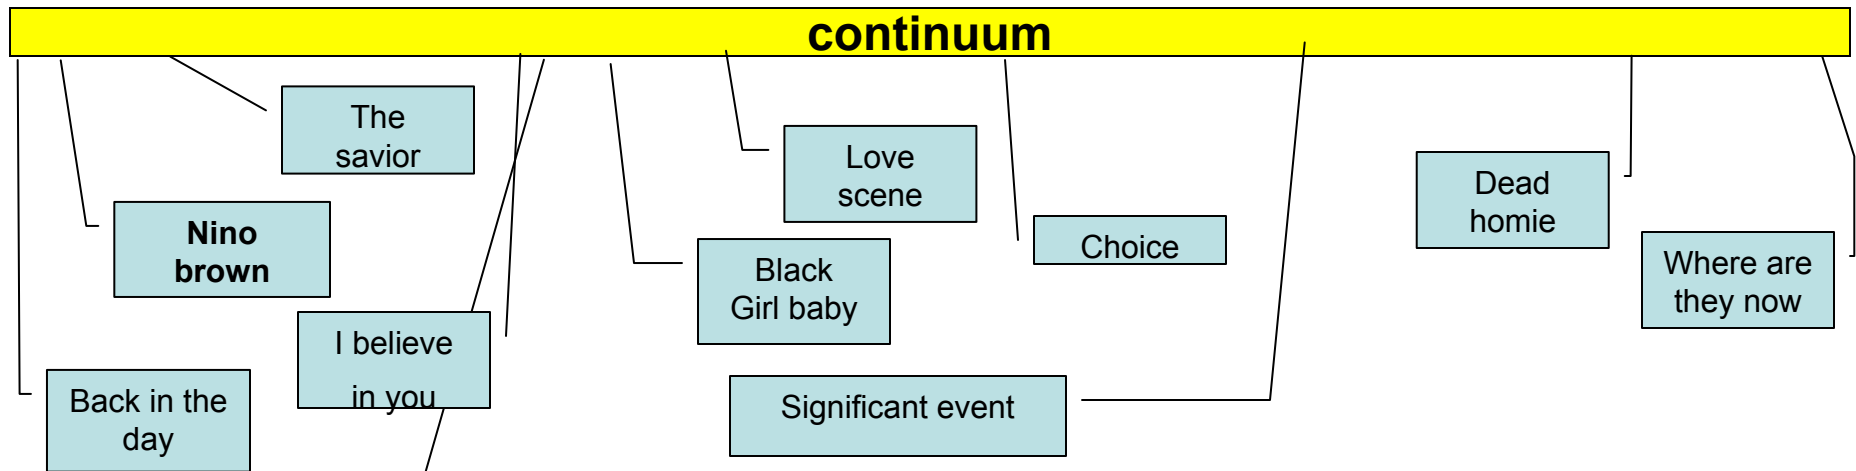 continuum
The
savior
Love
scene
Dead
homie
Nino
brown
Choice
Black
Girl baby
Where are
they now
I believe
in you
Back in the
day
Significant event